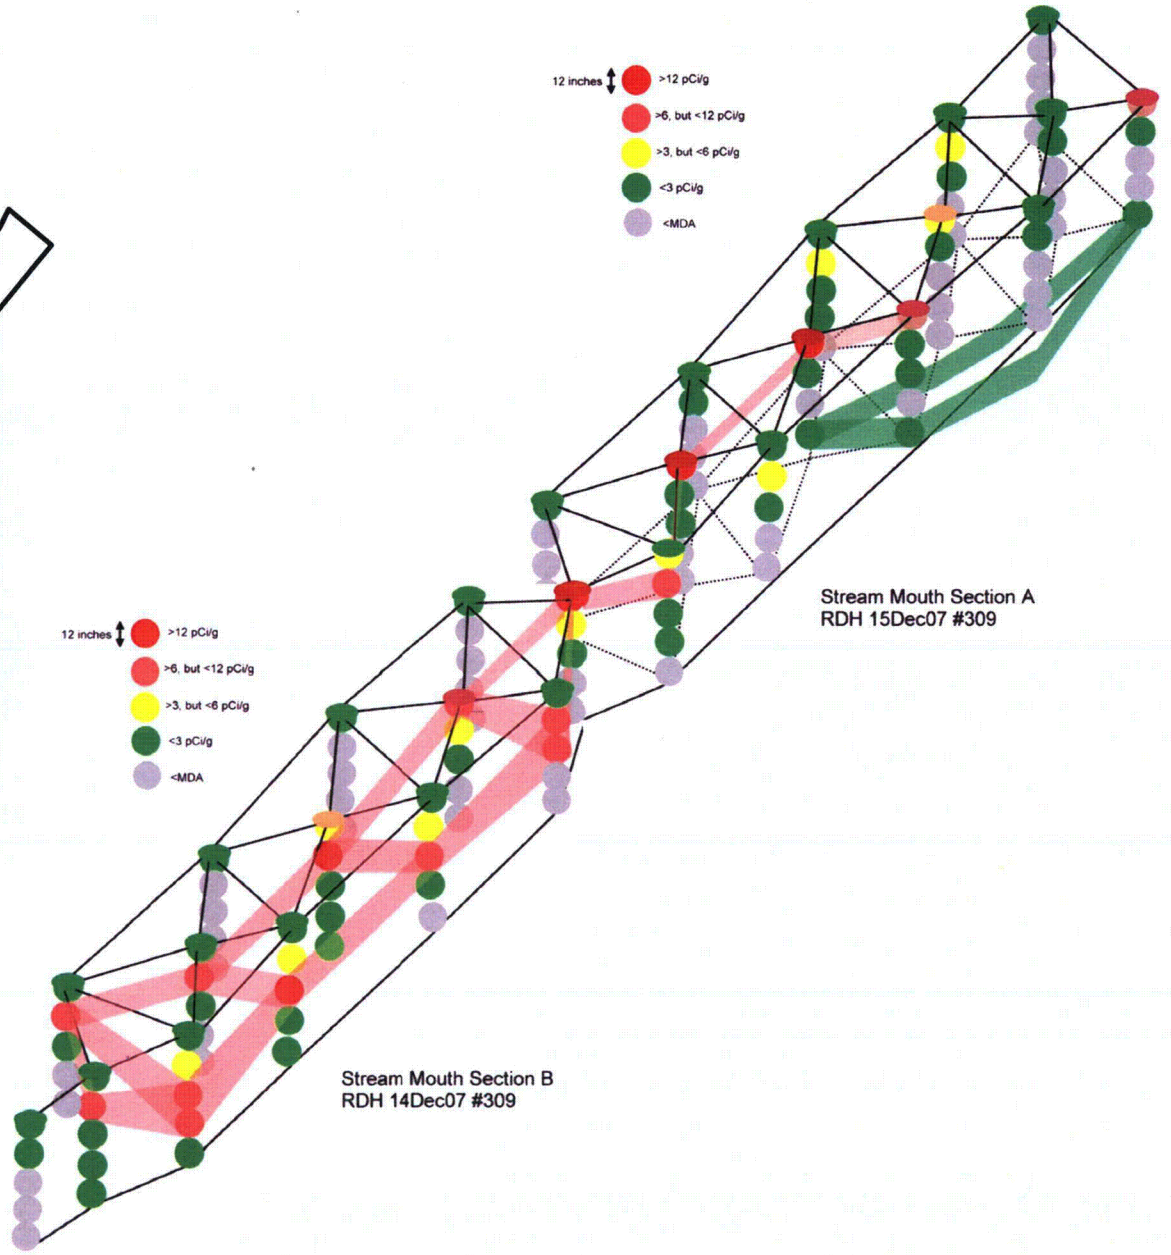 12 inches >12 pCi/g
>6, but <12 pCi/g
>3, but <6 pCi/g
<3 pCi/g
<MDA
Stream Mouth Section A
RDH 15Dec07 #309
12 inches >12 pCi/g
>6, but <12 pCi/g
>3, but <6 pCi/g
<3 pCi/g
<MDA
Stream Mouth Section B
RDH 14Dec07 #309